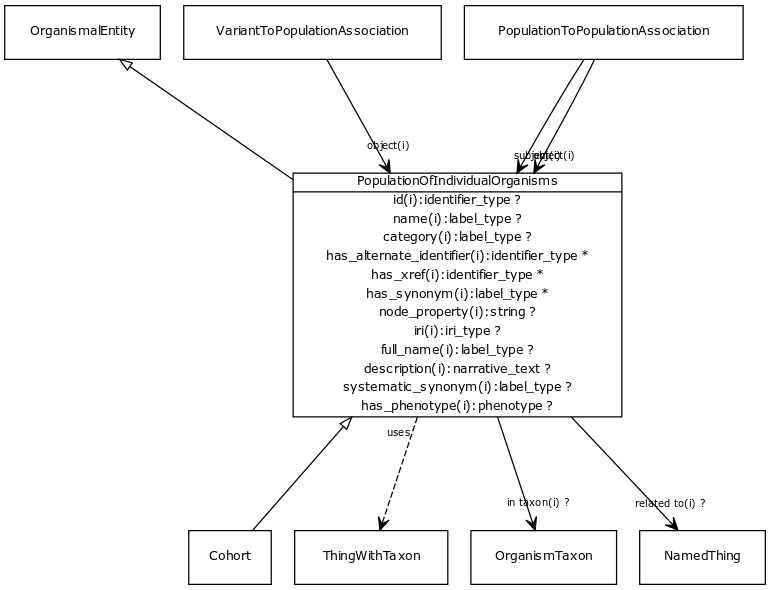 OrganismalEntity
VariantToPopulationAssociation
PopulationToPopulationAssociation
object(i)
subject(i)
object(i)
PopulationOfIndividualOrganisms
id(i):identifier_type ?
name(i):label_type ?
category(i):label_type ?
has_alternate_identifier(i):identifier_type *
has_xref(i):identifier_type *
has_synonym(i):label_type *
node_property(i):string ?
iri(i):iri_type ?
full_name(i):label_type ?
description(i):narrative_text ?
systematic_synonym(i):label_type ?
has_phenotype(i):phenotype ?
uses
in taxon(i) ?
related to(i) ?
Cohort
ThingWithTaxon
OrganismTaxon
NamedThing